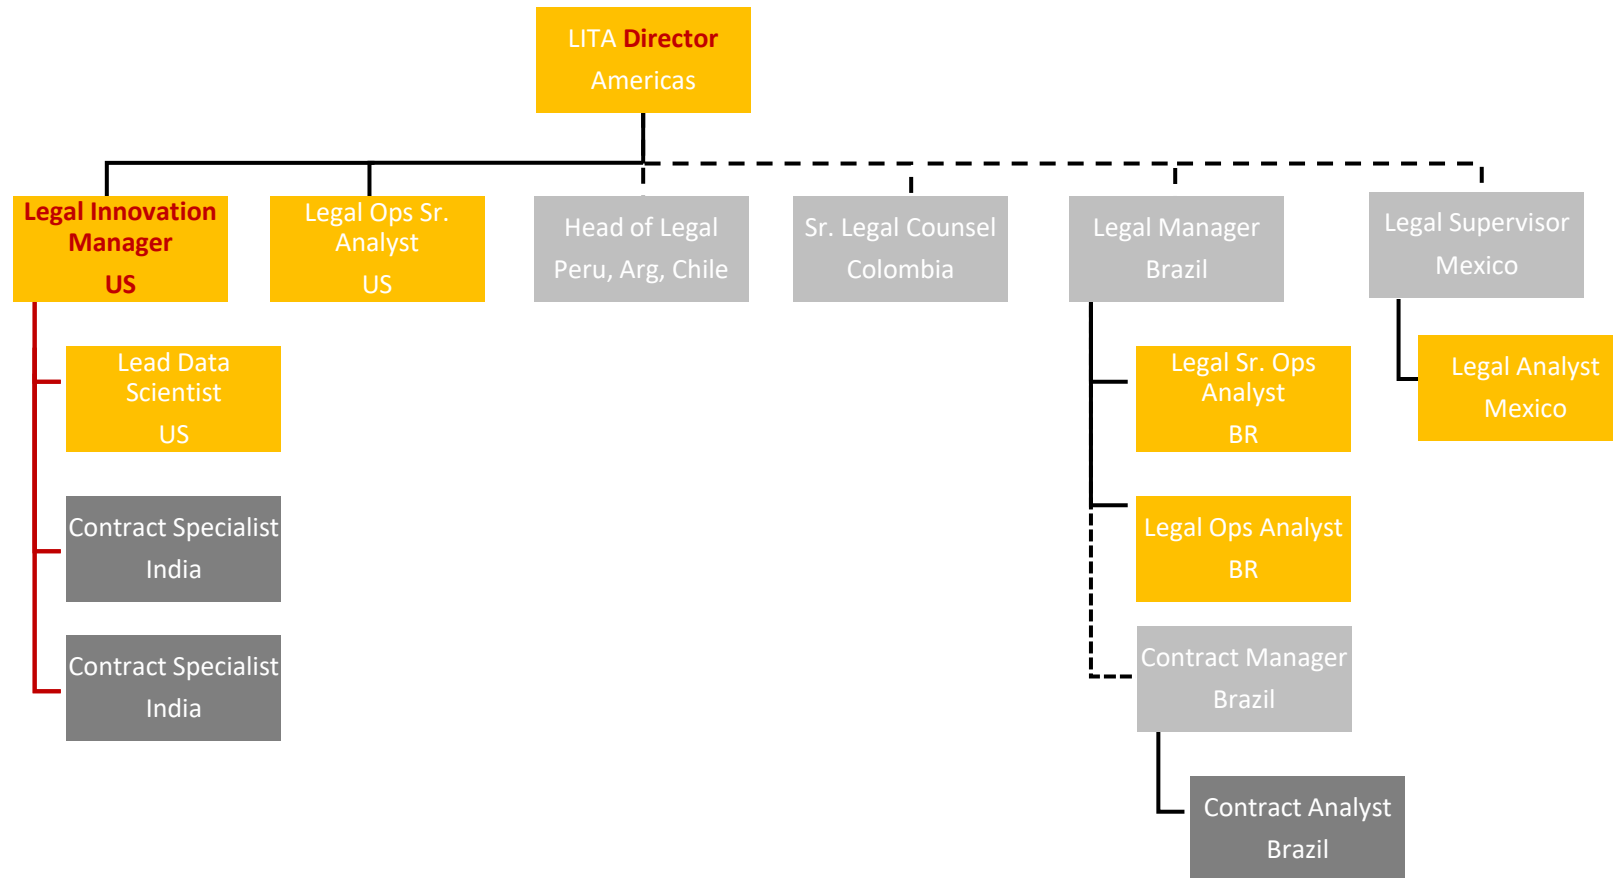 LITA Director
Americas
Legal Innovation
Manager
US
Legal Ops Sr.
Analyst
US
Head of Legal
Peru, Arg, Chile
Sr. Legal Counsel
Colombia
Legal Manager
Brazil
Legal Supervisor
Mexico
Lead Data
Scientist
US
Legal Sr. Ops
Analyst
BR
Legal Analyst
Mexico
Contract Specialist
India
Legal Ops Analyst
BR
Contract Specialist
India
Contract Manager
Brazil
Contract Analyst
Brazil